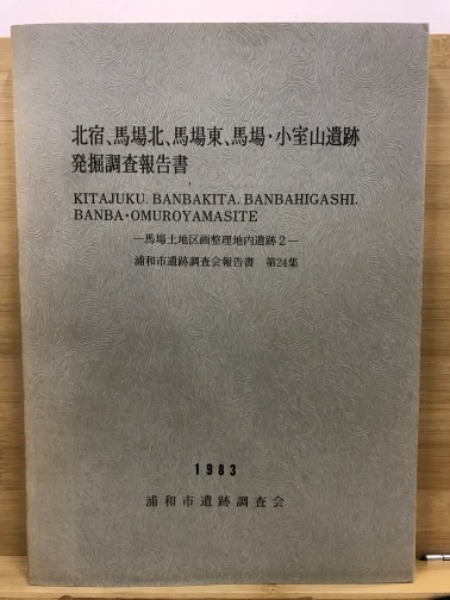 北宿、馬場北、馬場東、馬場・小室山遺跡
発掘調査報告書
KITAJUKU. BANBAKITA. BANBAHIGASHI.
BANBA・OMUROYAMASITE
―馬場土地区画整理地内遺跡2―
浦和市遺跡調査会報告書 第24集
1983
浦和市遺跡調査会